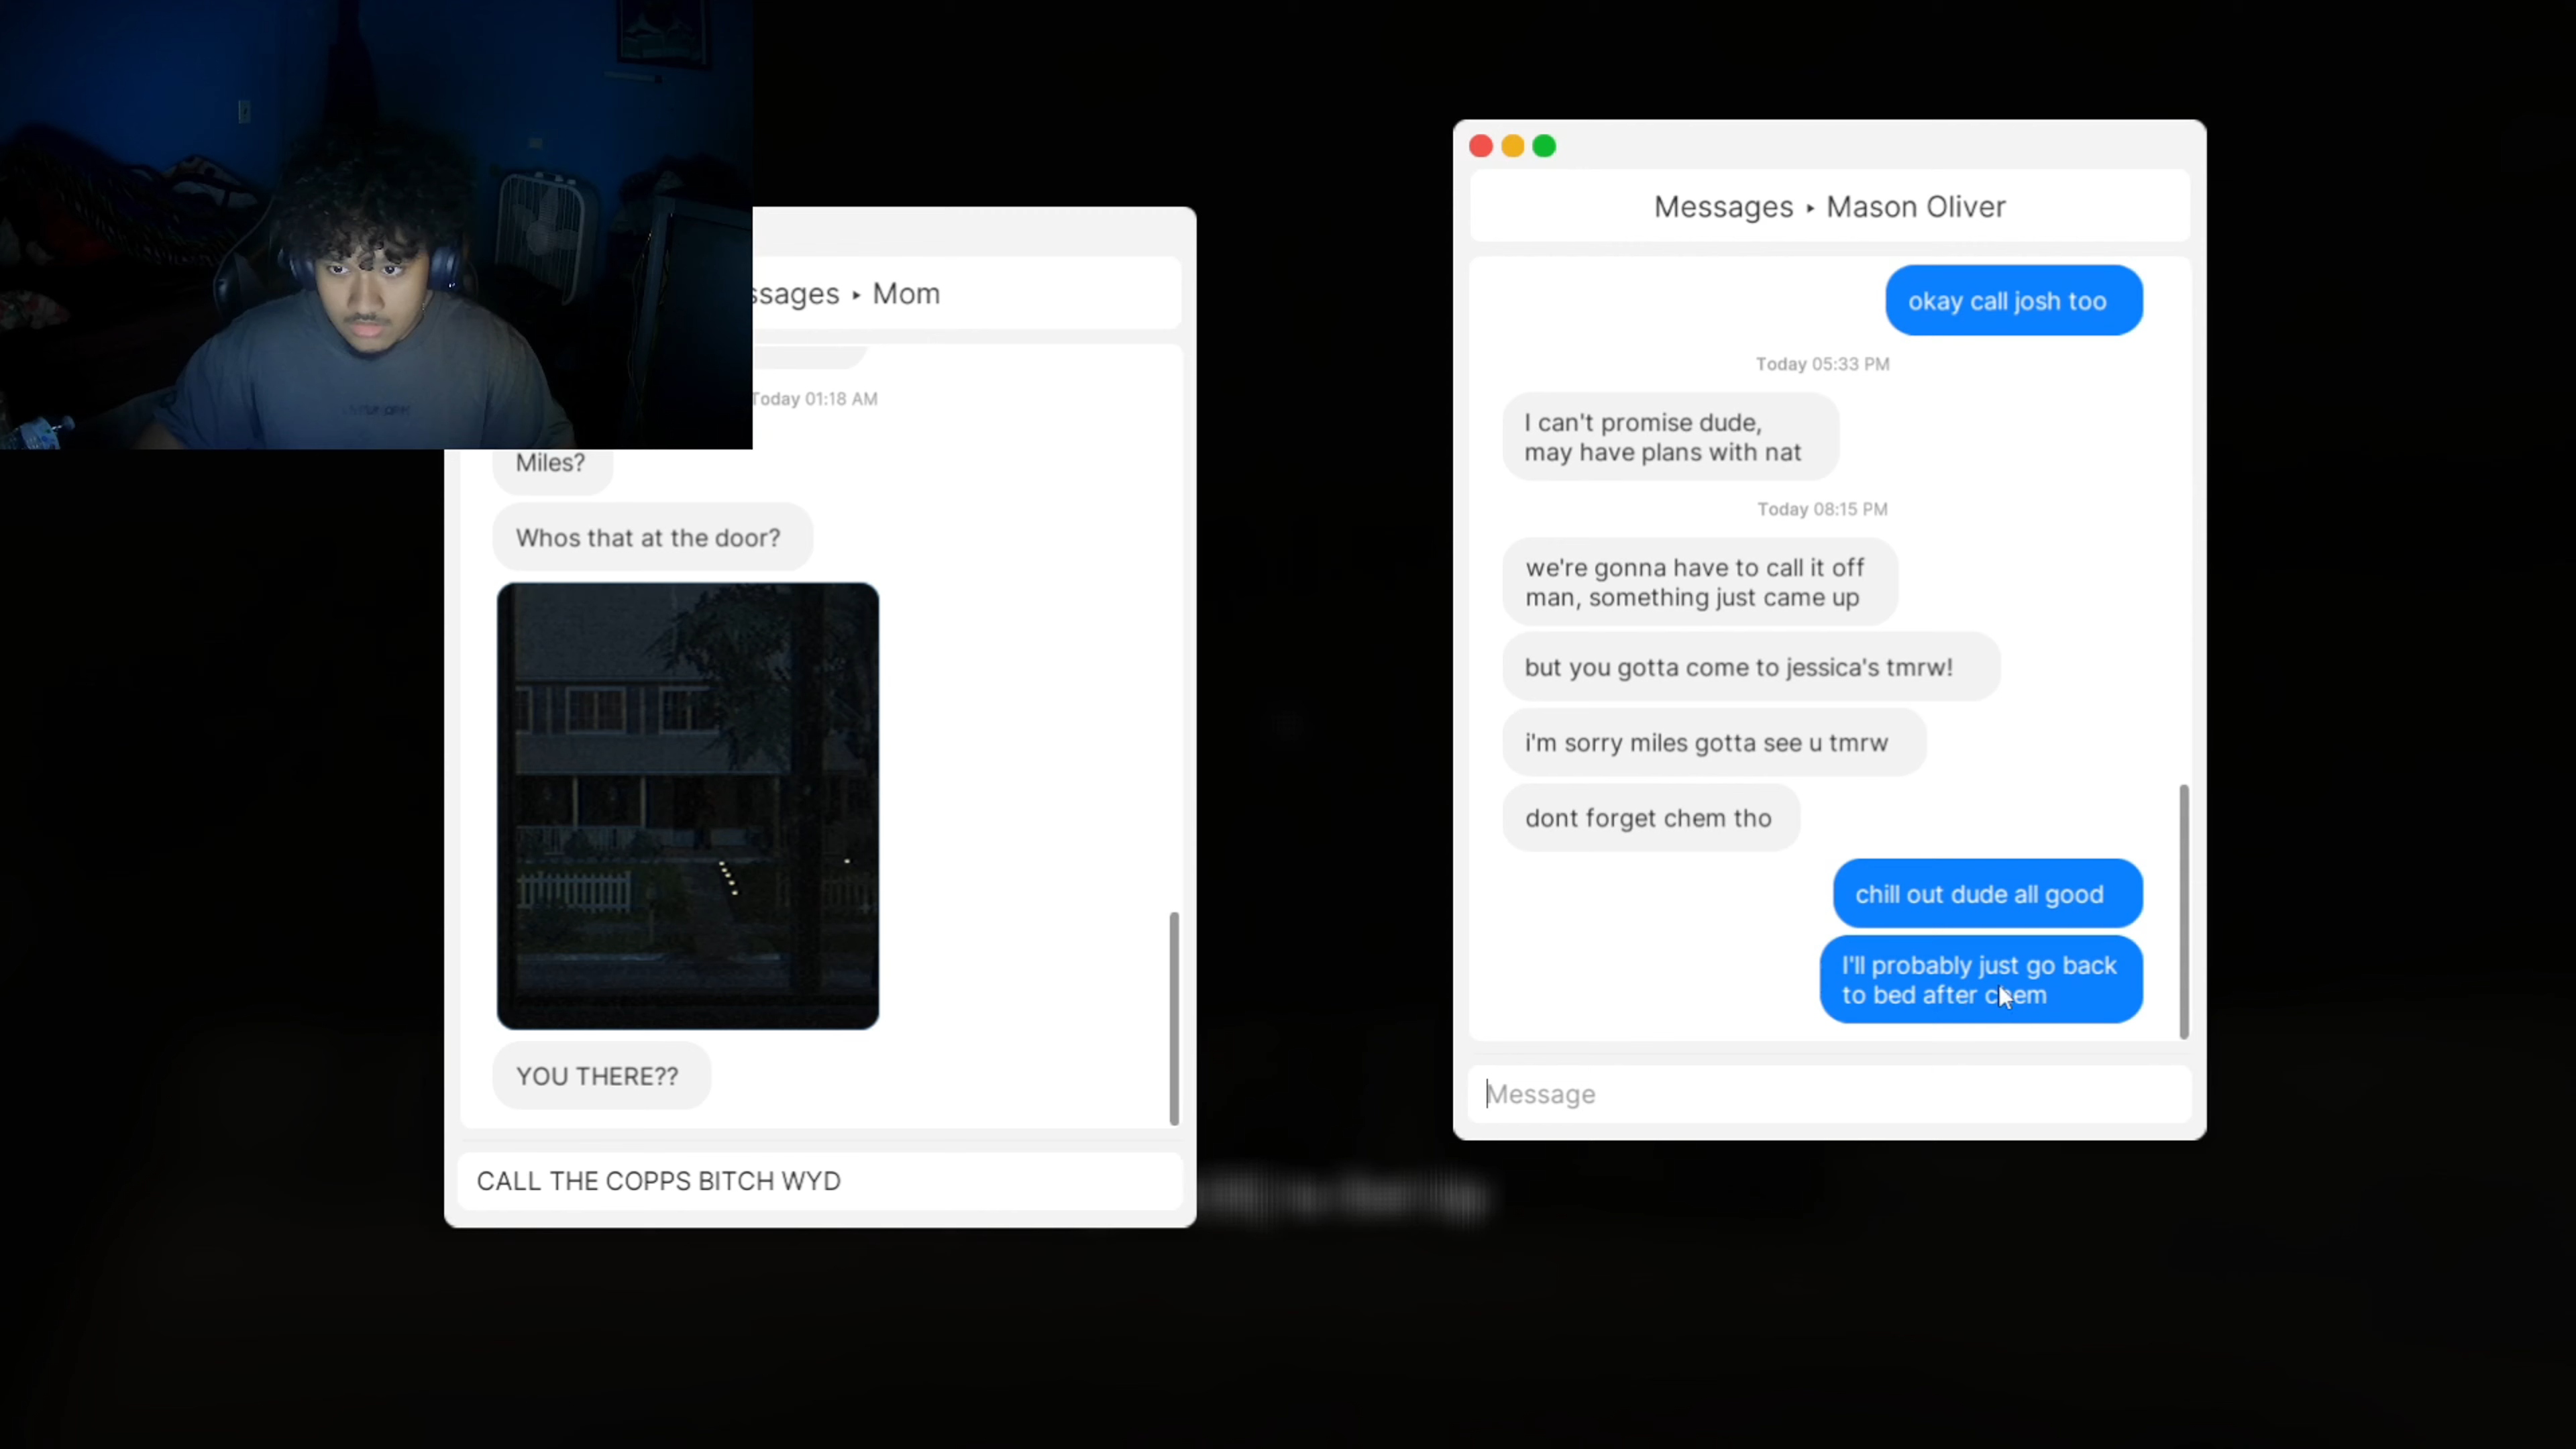 ssages ‣ Mom
Today 01:18 AM
Miles?
Whos that at the door?
YOU THERE??
CALL THE COPPS BITCH WYD
Messages ‣ Mason Oliver
okay call josh too
Today 05:33 PM
I can't promise dude,
may have plans with nat
Today 08:15 PM
we're gonna have to call it off
man, something just came up
but you gotta come to jessica's tmrw!
i'm sorry miles gotta see u tmrw
dont forget chem tho
chill out dude all good
I'll probably just go back
to bed after chem
Message